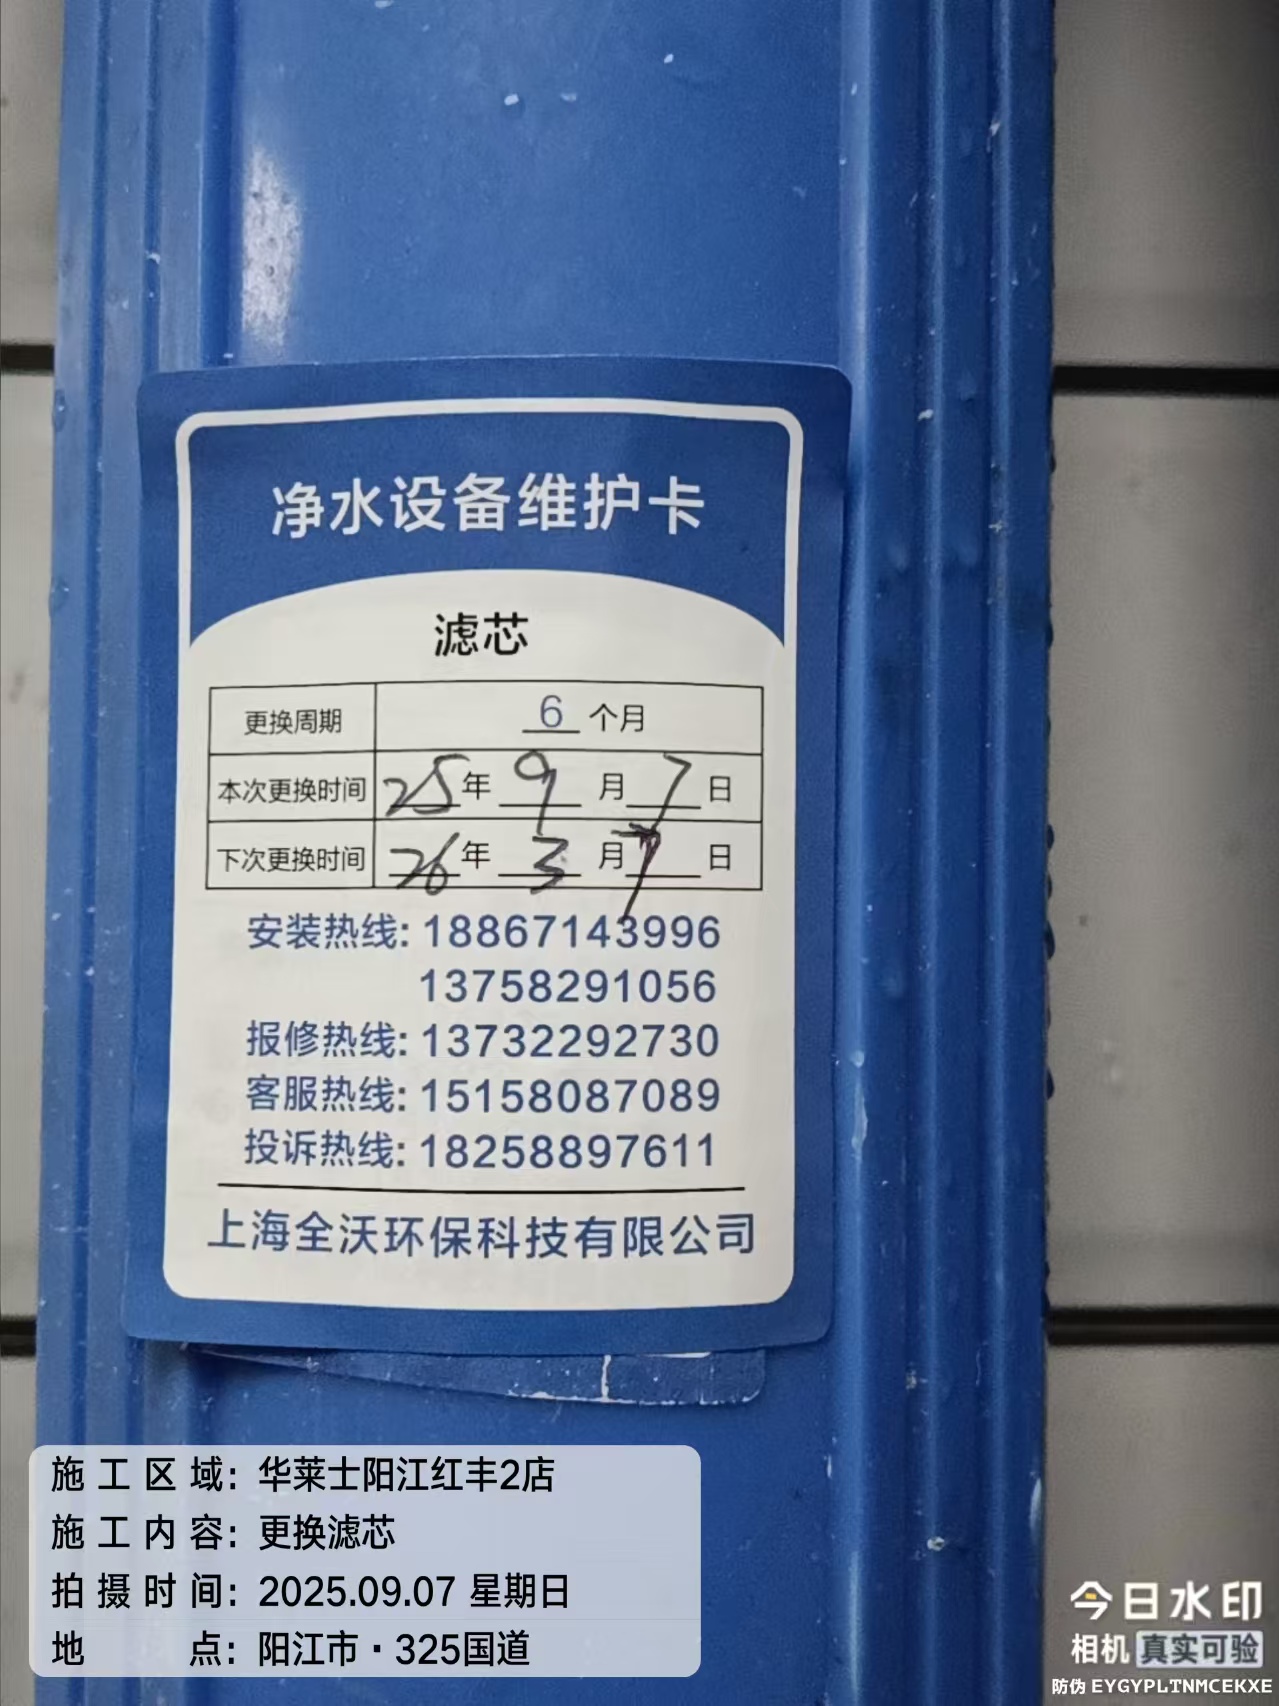 净水设备维护卡
滤芯
更换周期 6 个月
本次更换时间 25年 9 月 7 日
下次更换时间 26年 3 月 7 日
安装热线: 18867143996
13758291056
报修热线: 13732292730
客服热线: 15158087089
投诉热线: 18258897611
上海全沃环保科技有限公司
施工区域: 华莱士阳江红丰2店
施工内容: 更换滤芯
拍摄时间: 2025.09.07 星期日
地点: 阳江市·325国道
今日水印
相机 真实可验
防伪 EYGYPLTNMCEKXE